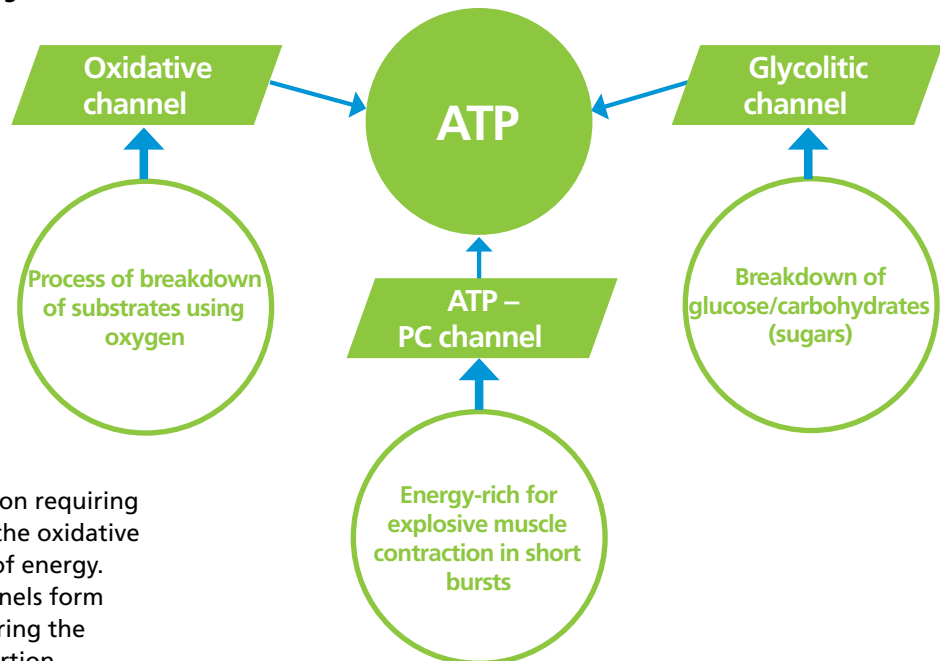 Oxidative
channel
ATP
Glycolitic
channel
Process of breakdown
of substrates using
oxygen
ATP –
PC channel
Breakdown of
glucose/carbohydrates
(sugars)
Energy-rich for
explosive muscle
contraction in short
bursts
on requiring
the oxidative
of energy.
nels form
ring the